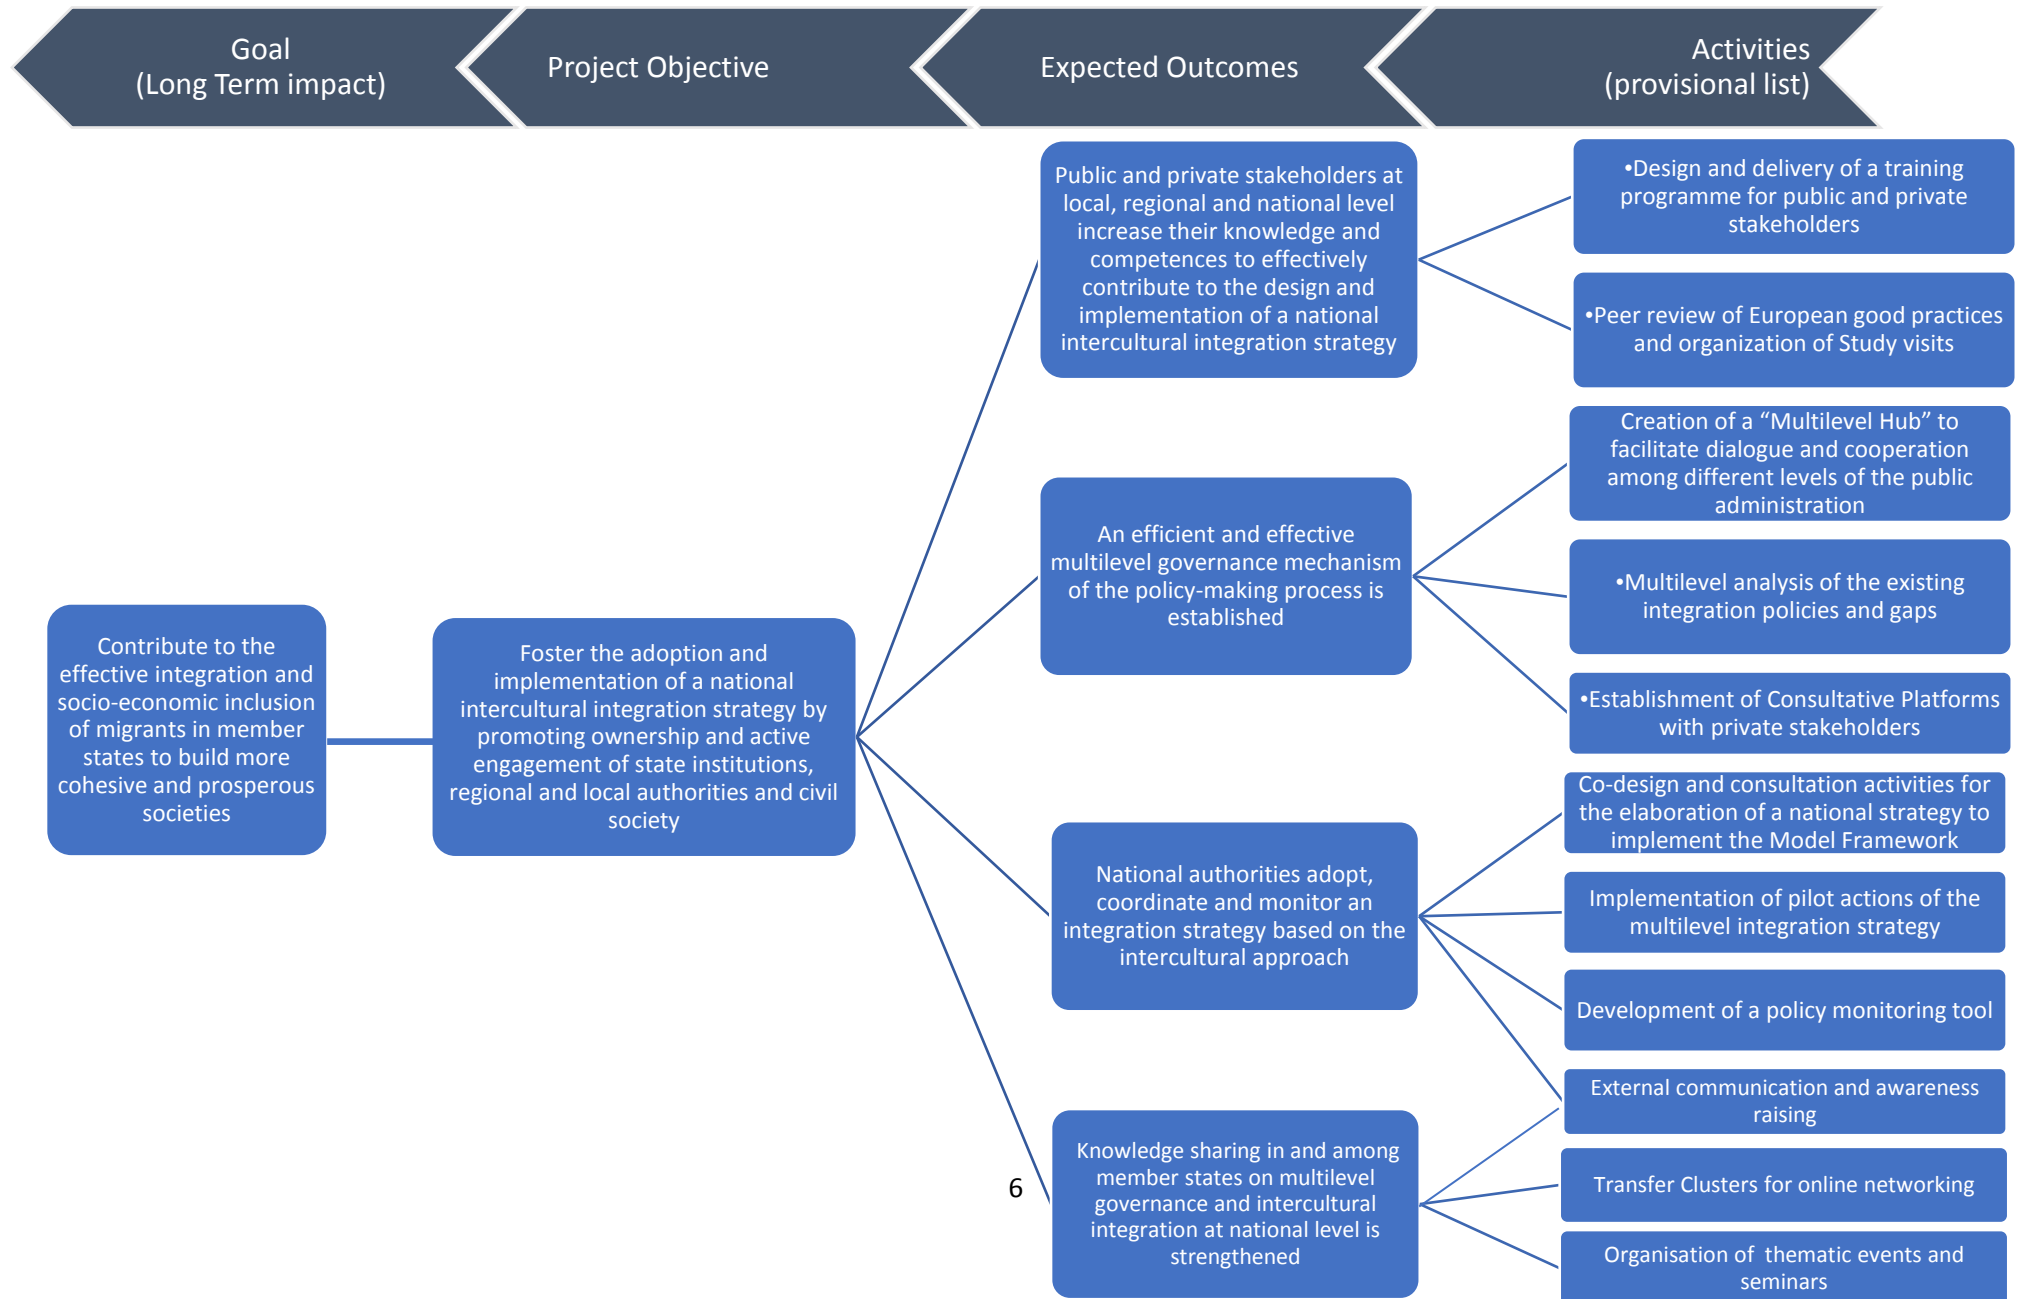 Goal
(Long Term impact)
Project Objective
Expected Outcomes
Activities
(provisional list)
Contribute to the
effective integration and
socio-economic inclusion
of migrants in member
states to build more
cohesive and prosperous
societies
Foster the adoption and
implementation of a national
intercultural integration strategy by
promoting ownership and active
engagement of state institutions,
regional and local authorities and civil
society
Public and private stakeholders at
local, regional and national level
increase their knowledge and
competences to effectively
contribute to the design and
implementation of a national
intercultural integration strategy
•Design and delivery of a training
programme for public and private
stakeholders
•Peer review of European good practices
and organization of Study visits
An efficient and effective
multilevel governance mechanism
of the policy-making process is
established
Creation of a “Multilevel Hub” to
facilitate dialogue and cooperation
among different levels of the public
administration
•Multilevel analysis of the existing
integration policies and gaps
•Establishment of Consultative Platforms
with private stakeholders
National authorities adopt,
coordinate and monitor an
integration strategy based on the
intercultural approach
Co-design and consultation activities for
the elaboration of a national strategy to
implement the Model Framework
Implementation of pilot actions of the
multilevel integration strategy
Development of a policy monitoring tool
External communication and awareness
raising
Knowledge sharing in and among
member states on multilevel
governance and intercultural
integration at national level is
strengthened
Transfer Clusters for online networking
Organisation of  thematic events and
seminars
6